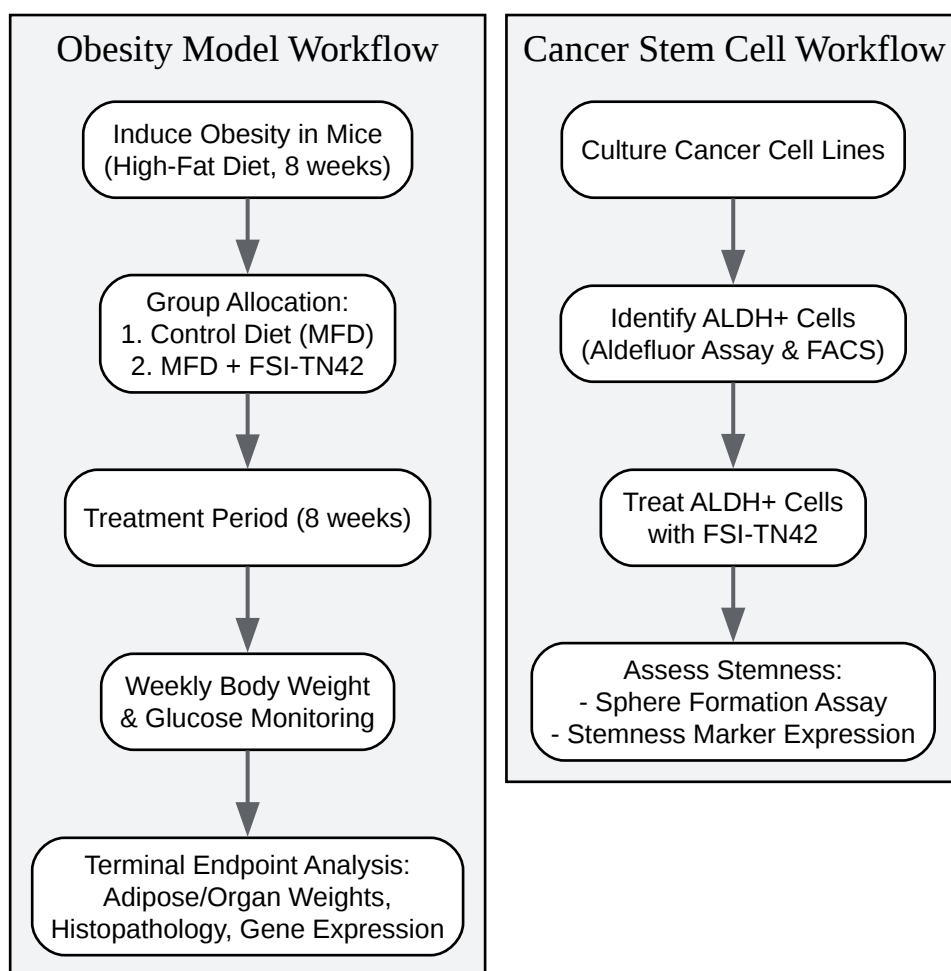 Obesity Model Workflow
Induce Obesity in Mice
(High-Fat Diet, 8 weeks)
Group Allocation:
1. Control Diet (MFD)
2. MFD + FSI-TN42
Treatment Period (8 weeks)
Weekly Body Weight
& Glucose Monitoring
Terminal Endpoint Analysis:
Adipose/Organ Weights,
Histopathology, Gene Expression
Cancer Stem Cell Workflow
Culture Cancer Cell Lines
Identify ALDH+ Cells
(Aldefluor Assay & FACS)
Treat ALDH+ Cells
with FSI-TN42
Assess Stemness:
- Sphere Formation Assay
- Stemness Marker Expression